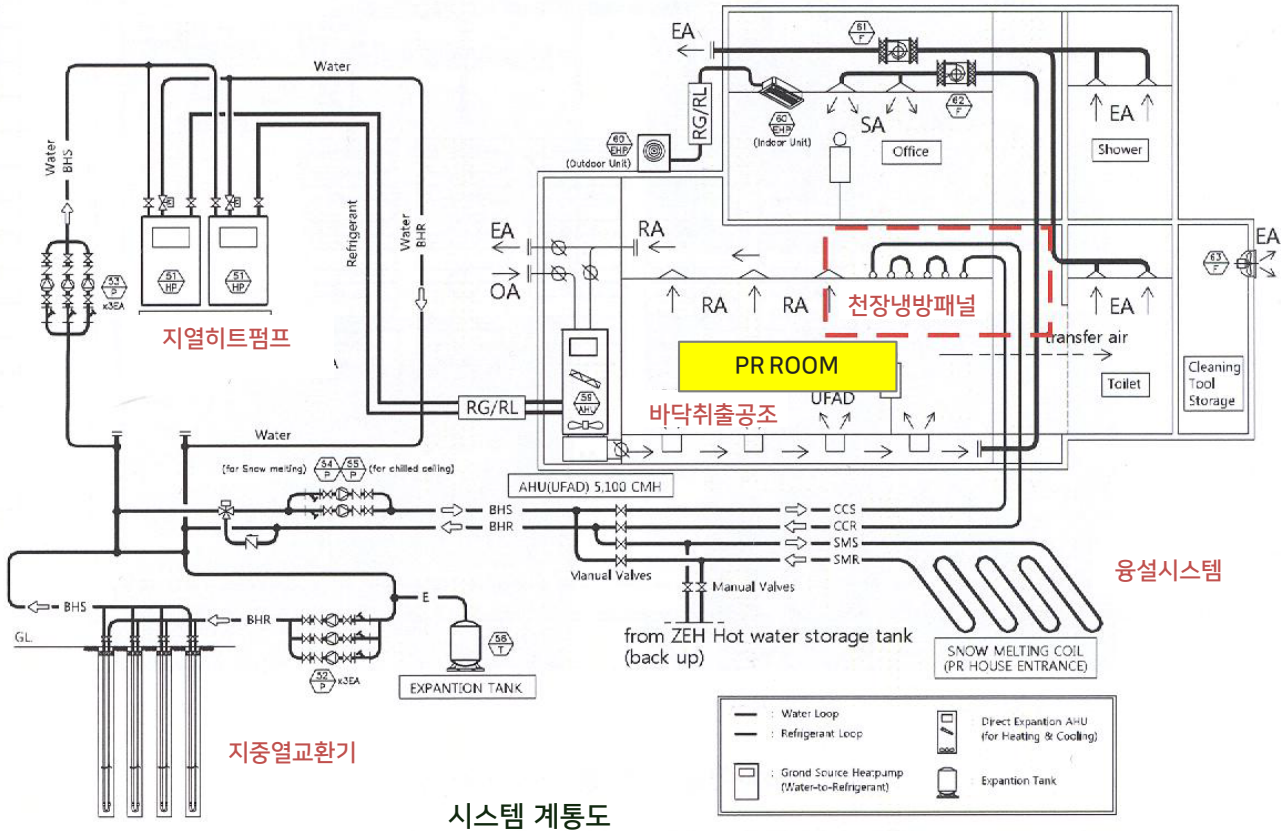 EA
61
F
Water
62
F
RG/RL
60
EHP
(Indoor Unit)
SA
Office
EA
Shower
60
EHP
(Outdoor Unit)
Water
BHS
Refrigerant
Water
BHR
EA
RA
OA
EA
63
F
53
P
x3EA
51
HP
51
HP
지열히트펌프
RA
RA
천장냉방패널
EA
transfer air
PR ROOM
Toilet
Cleaning
Tool
Storage
59
AHU
RG/RL
바닥취출공조
UFAD
Water
(for Snow melting)
54
P
55
P
(for chilled ceiling)
AHU(UFAD) 5,100 CMH
BHS
CCS
BHR
CCR
SMS
SMR
Manual Valves
Manual Valves
융설시스템
BHS
BHR
E
GL
58
T
52
P
x3EA
EXPANTION TANK
from ZEH Hot water storage tank
(back up)
SNOW MELTING COIL
(PR HOUSE ENTRANCE)
지중열교환기
: Water Loop
: Refrigerant Loop
: Grond Source Heatpump
(Water-to-Refrigerant)
: Direct Expantion AHU
(for Heating & Cooling)
: Expantion Tank
시스템 계통도